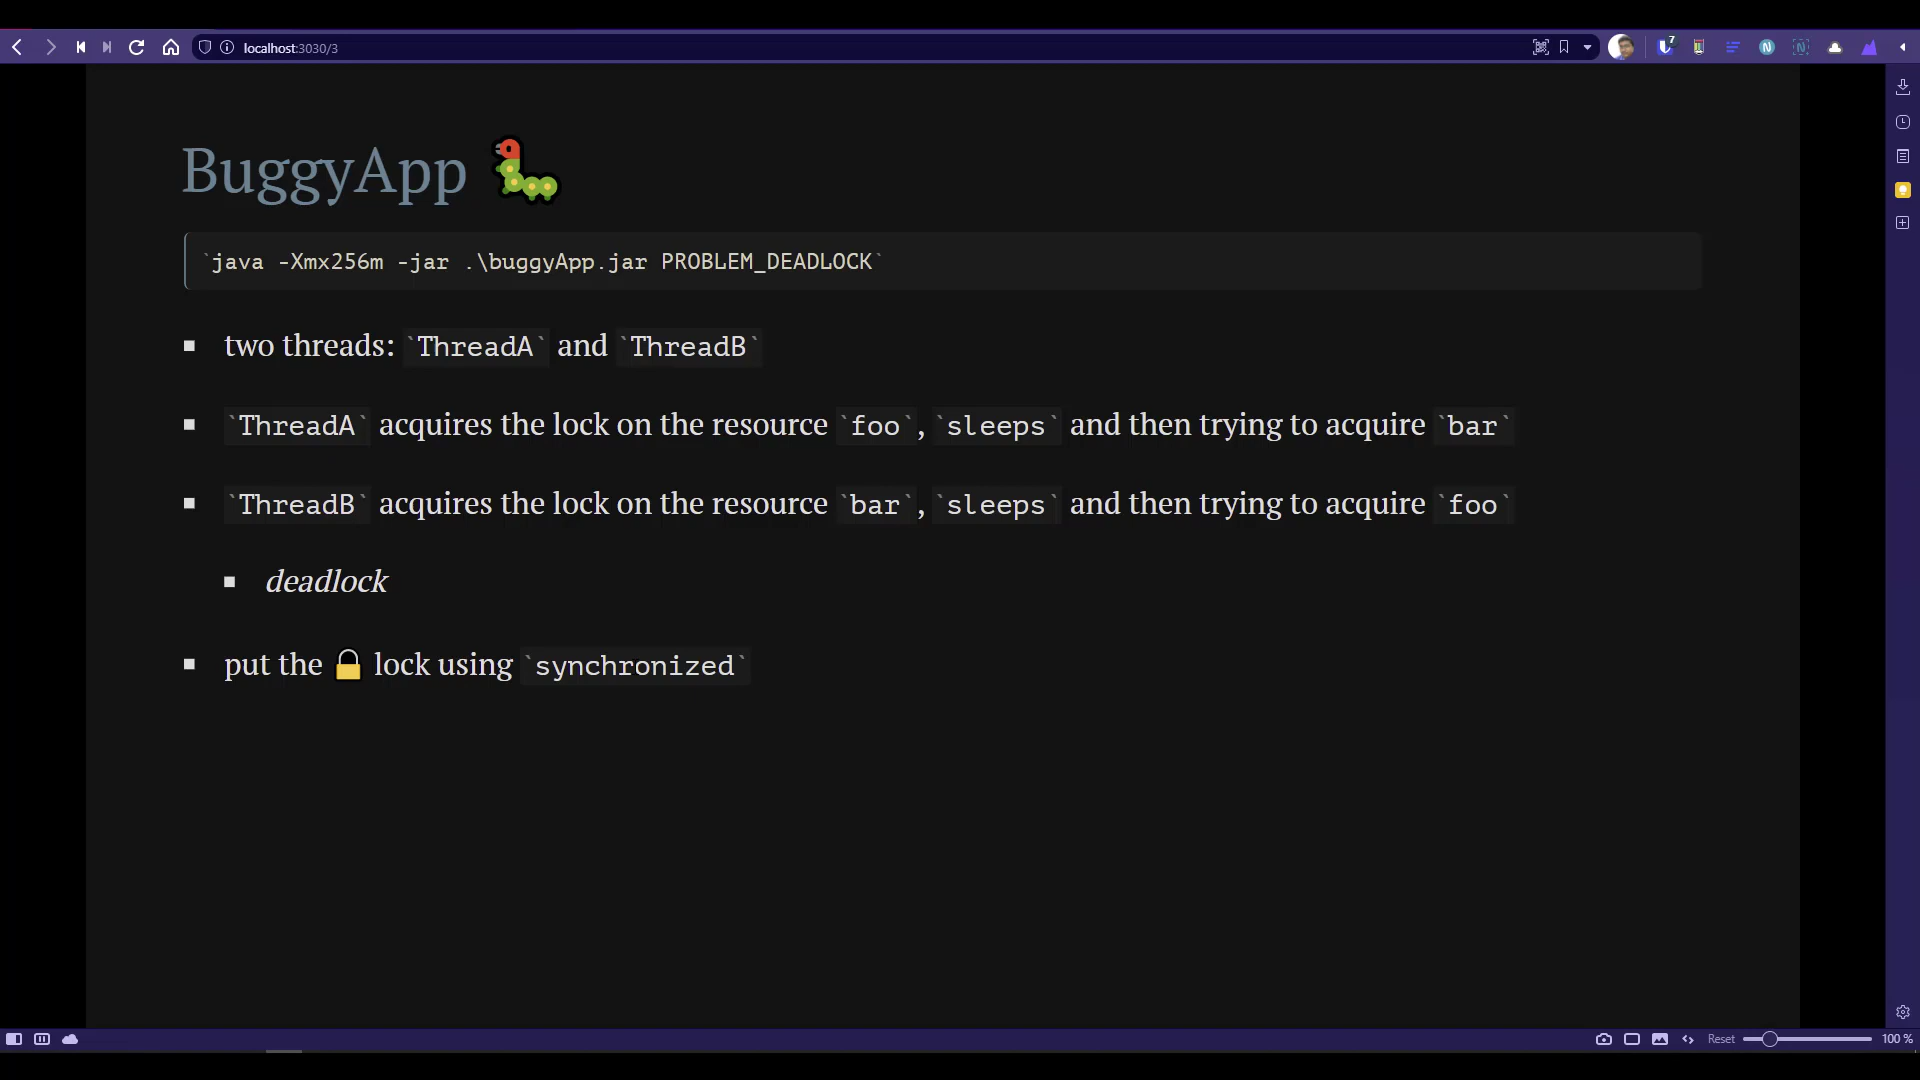 localhost:3030/3
7
BuggyApp
`java -Xmx256m -jar .\buggyApp.jar PROBLEM_DEADLOCK`
two threads: `ThreadA` and `ThreadB`
`ThreadA` acquires the lock on the resource `foo`, `sleeps` and then trying to acquire `bar`
`ThreadB` acquires the lock on the resource `bar`, `sleeps` and then trying to acquire `foo`
deadlock
put the 🔒 lock using `synchronized`
Reset
100 %